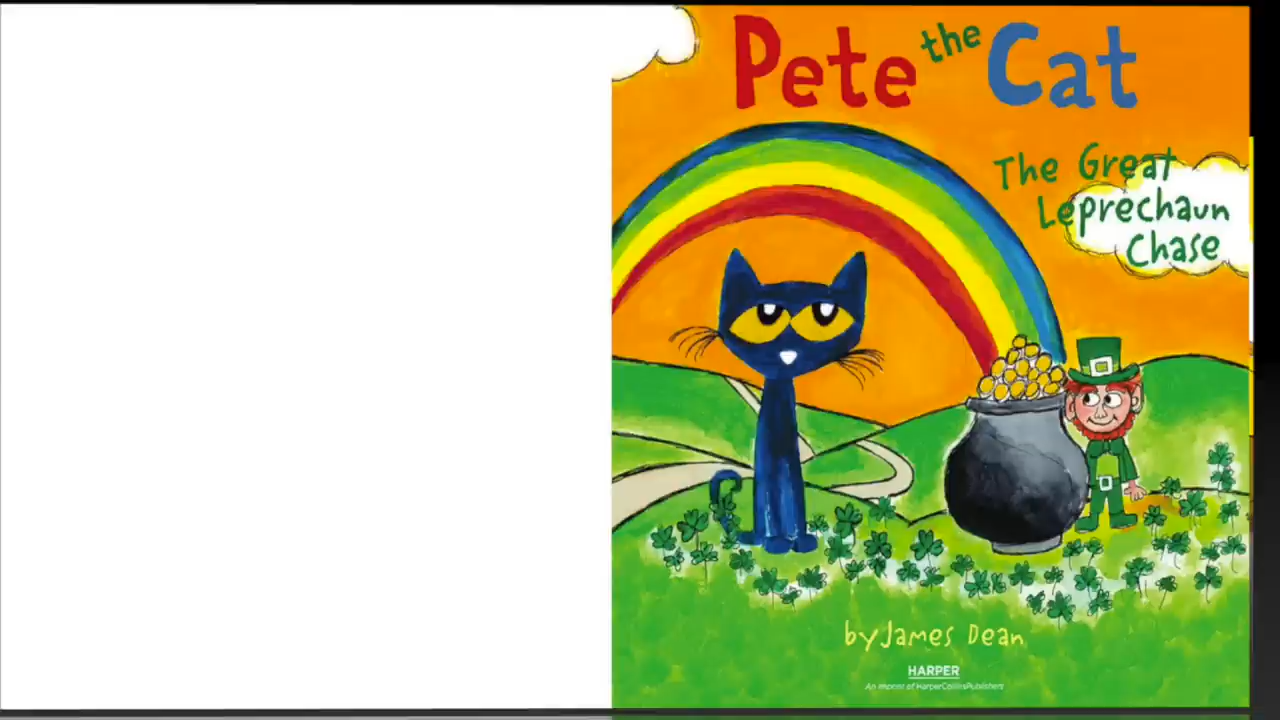 Pete the Cat
The Great
Leprechaun
Chase
by James Dean
HARPER
An Imprint of HarperCollinsPublishers